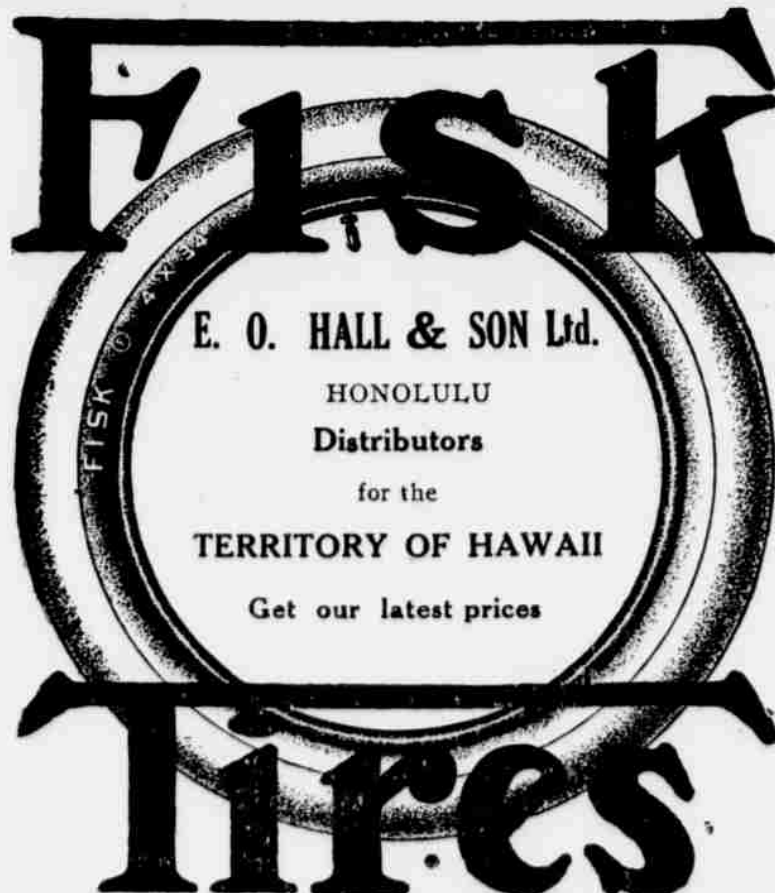 Fisk
FISK 4 X 34
E. O. HALL & SON Ltd.
HONOLULU
Distributors
for the
TERRITORY OF HAWAII
Get our latest prices
Tires